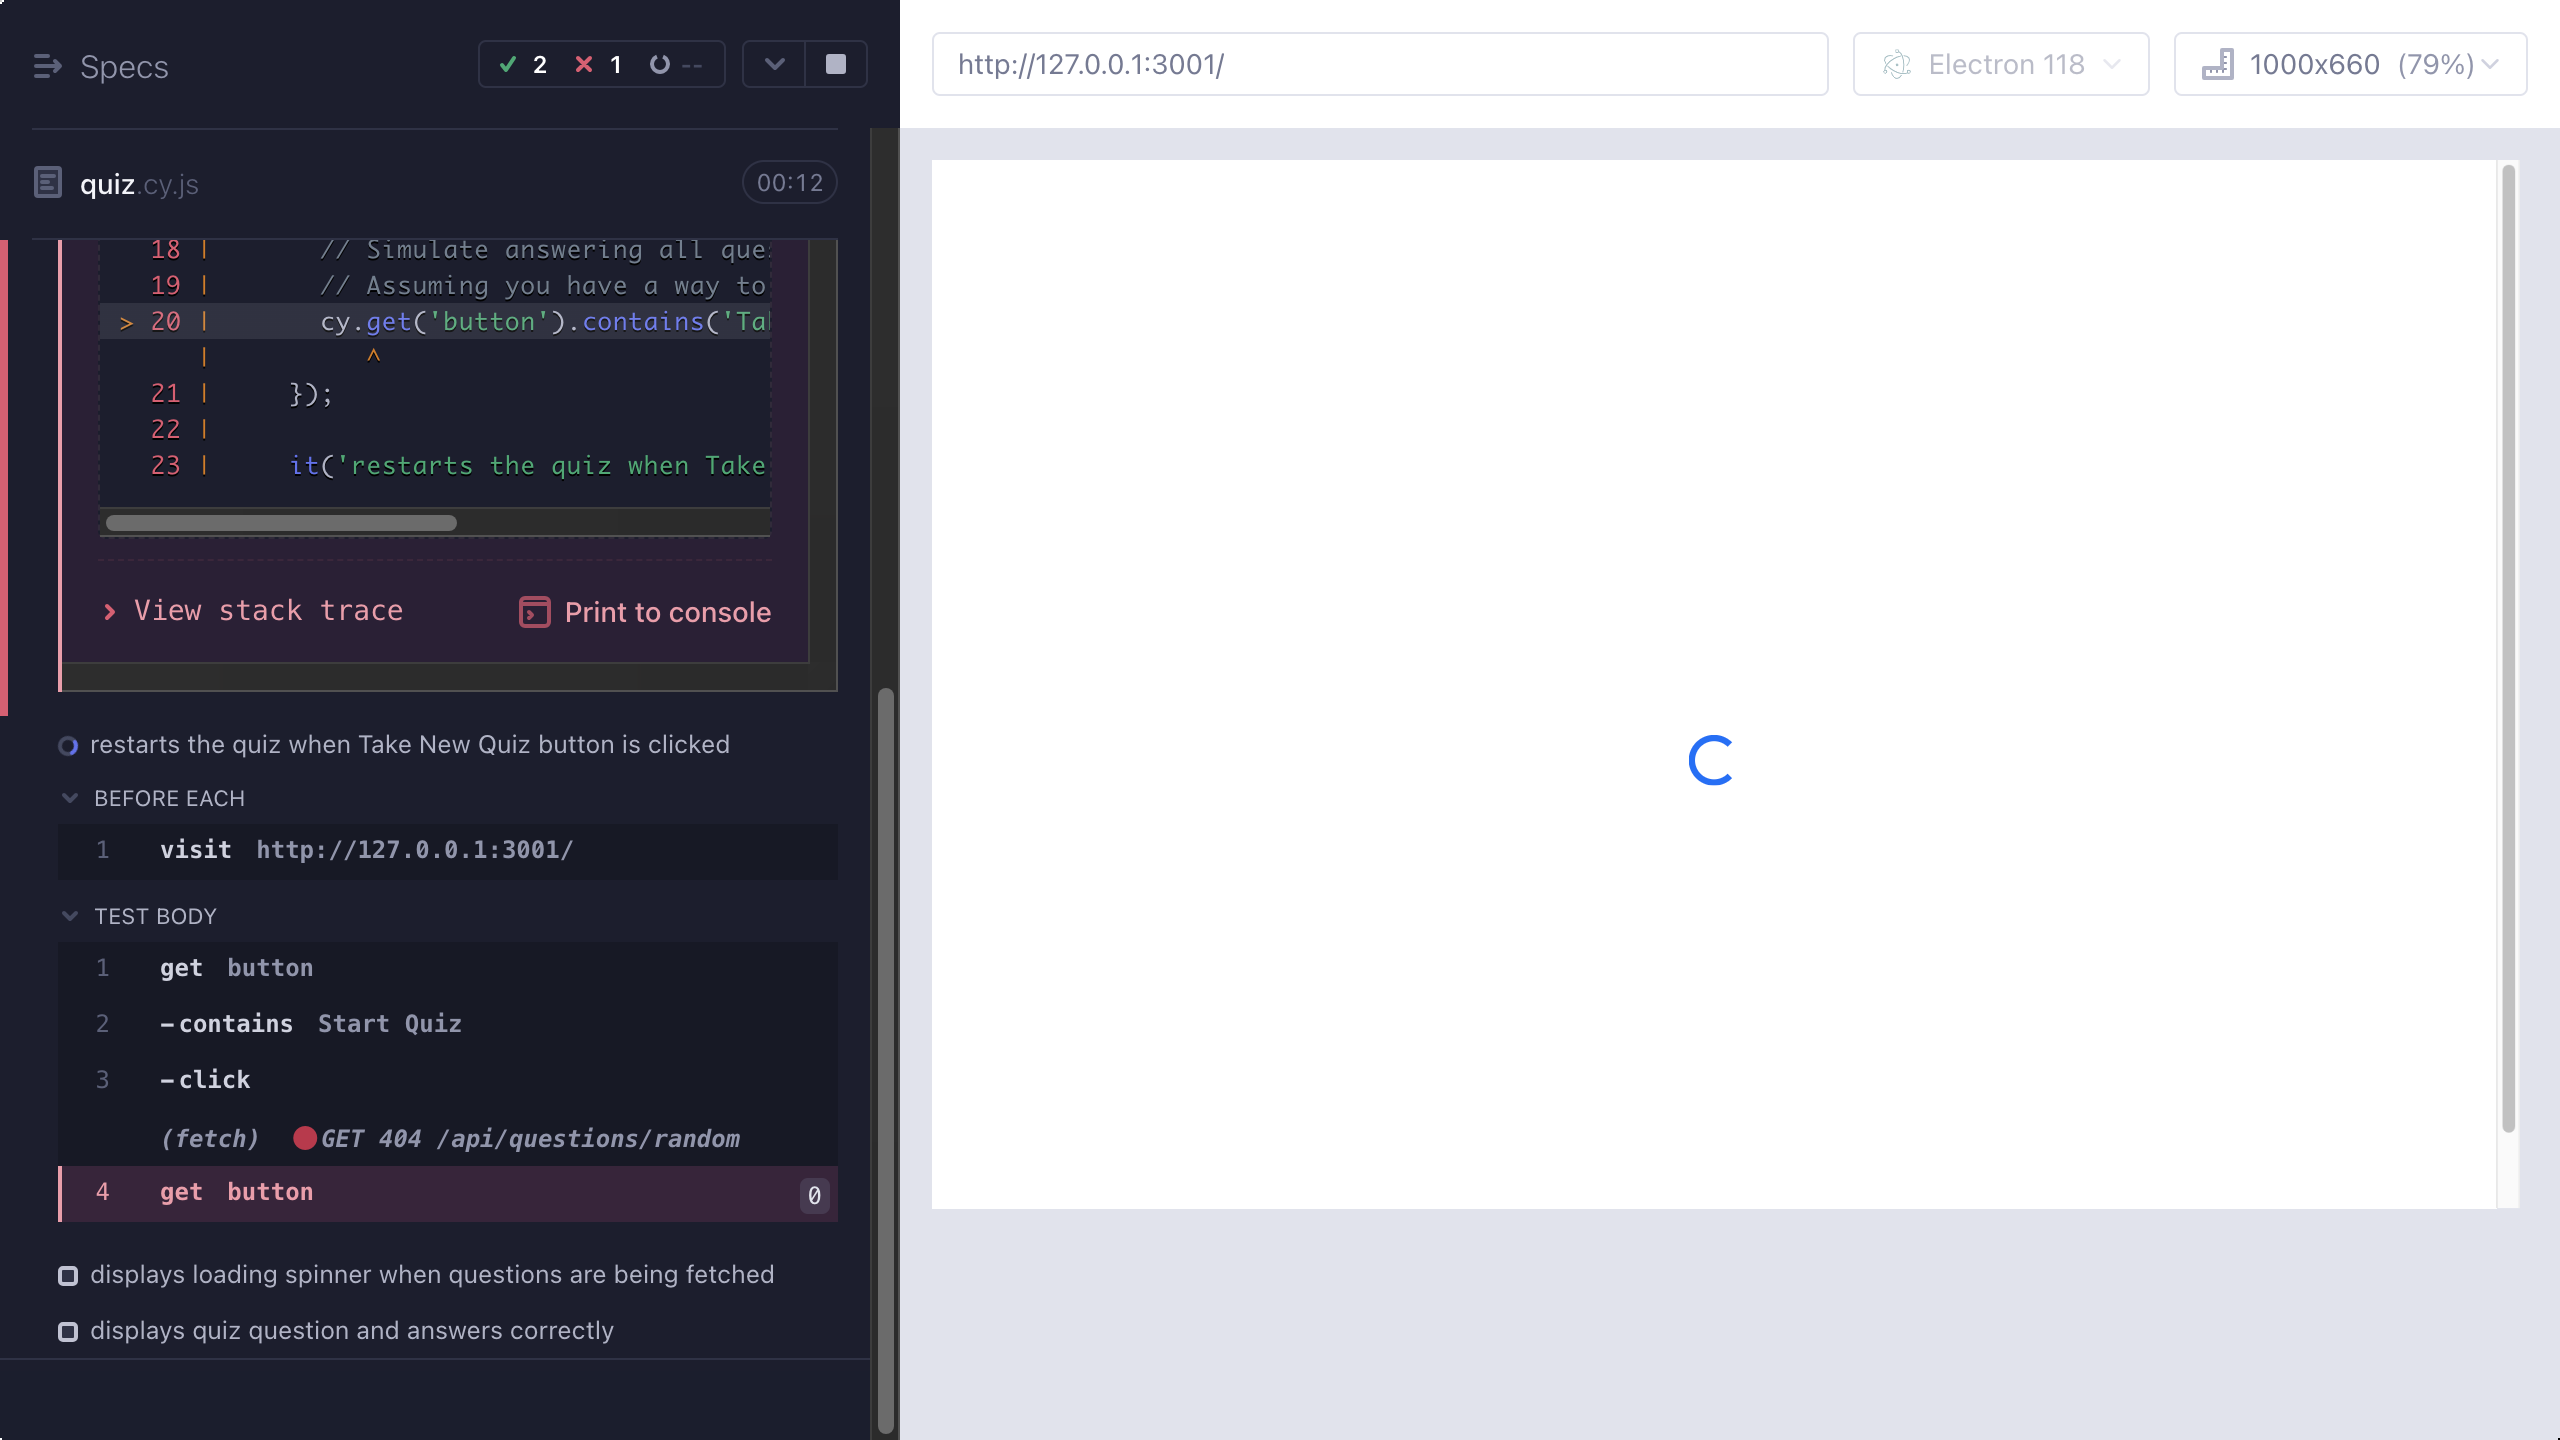 Specs
2 1 --
quiz.cy.js 00:12
18 | // Simulate answering all que
19 | // Assuming you have a way to
> 20 | cy.get('button').contains('Ta
| ^
21 | });
22 |
23 | it('restarts the quiz when Take
View stack trace
Print to console
restarts the quiz when Take New Quiz button is clicked
BEFORE EACH
1 visit http://127.0.0.1:3001/
TEST BODY
1 get button
2 -contains Start Quiz
3 -click
(fetch) GET 404 /api/questions/random
4 get button 0
displays loading spinner when questions are being fetched
displays quiz question and answers correctly
http://127.0.0.1:3001/
Electron 118
1000x660 (79%)